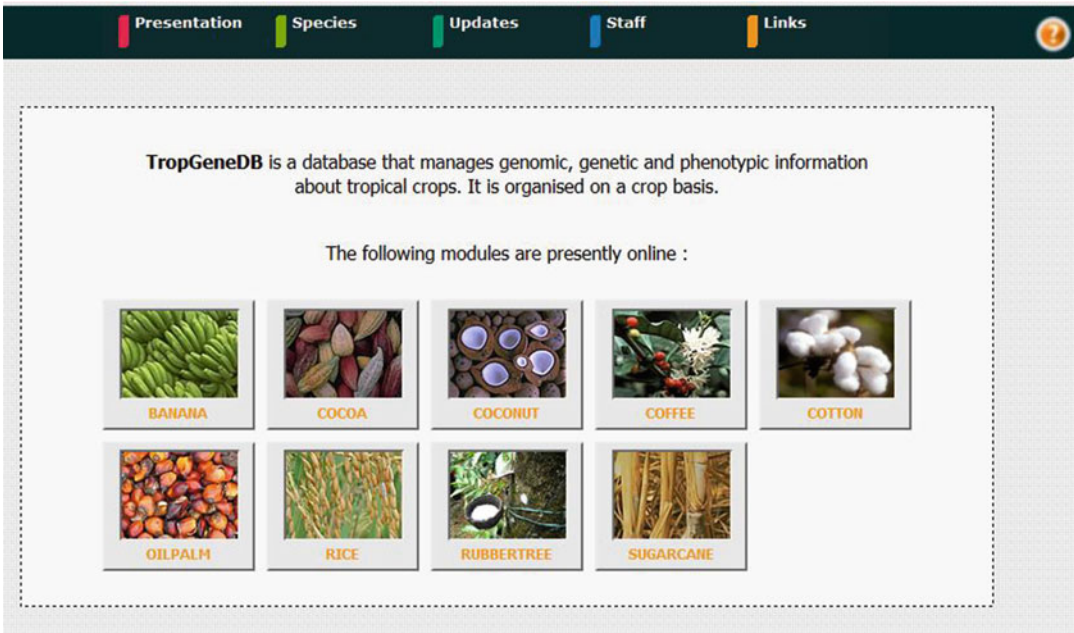 Presentation
Species
Updates
Staff
Links
?
TropGeneDB is a database that manages genomic, genetic and phenotypic information
about tropical crops. It is organised on a crop basis.
The following modules are presently online :
BANANA
COCOA
COCONUT
COFFEE
COTTON
OILPALM
RICE
RUBBERTREE
SUGARCANE